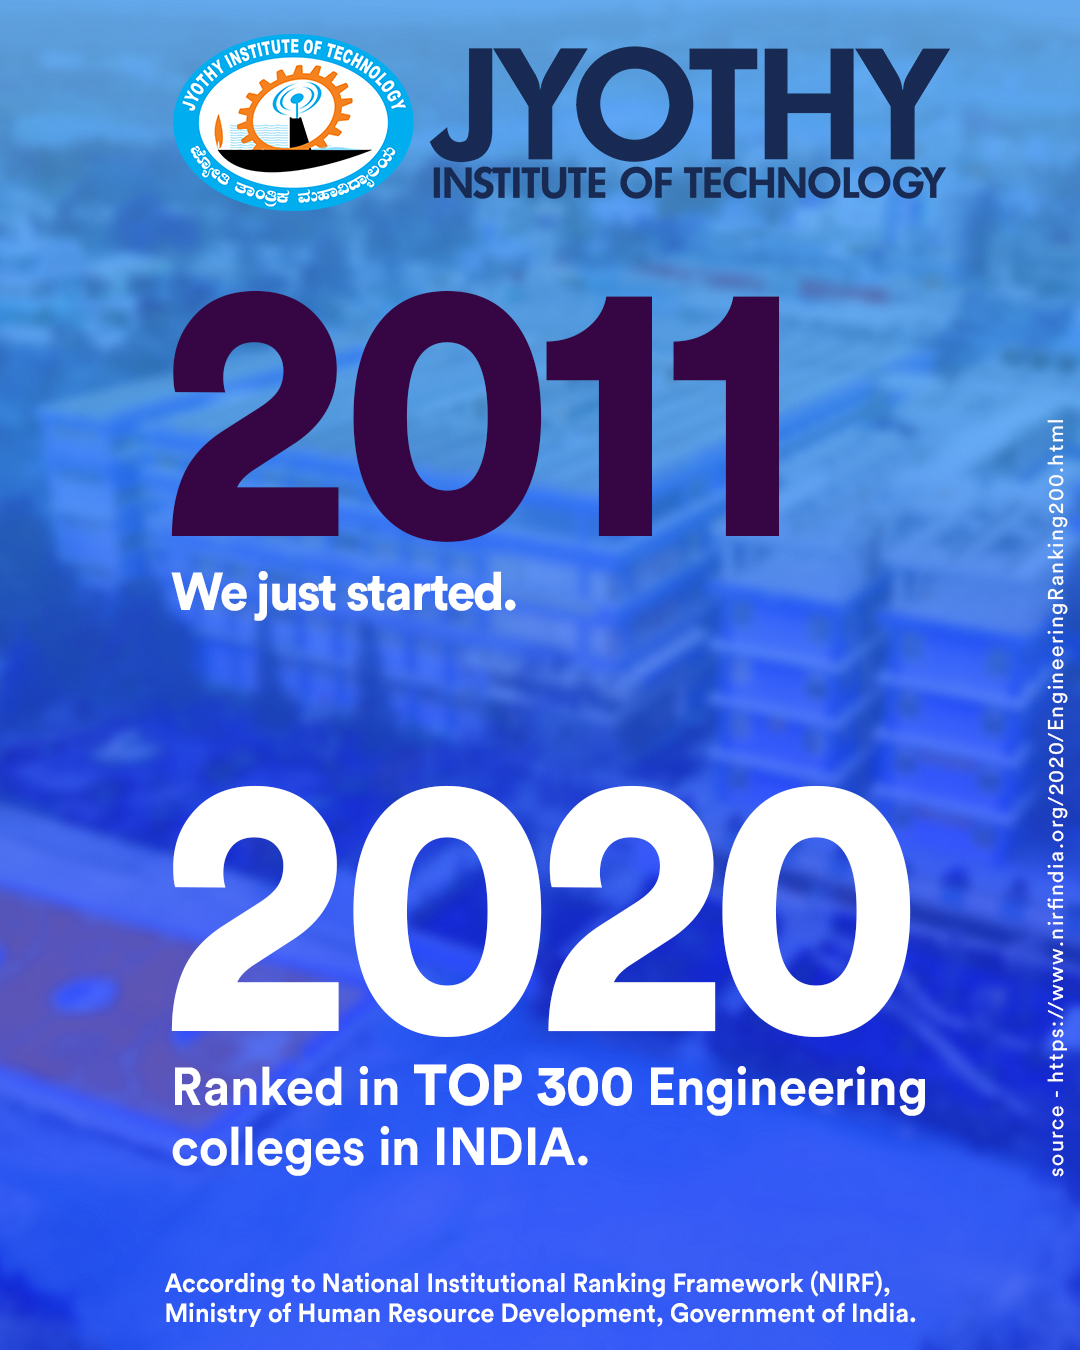 JYOTHY INSTITUTE OF TECHNOLOGY
ಜ್ಯೋತಿ ತಾಂತ್ರಿಕ ಮಹಾವಿದ್ಯಾಲಯ
JYOTHY
INSTITUTE OF TECHNOLOGY
2011
We just started.
2020
Ranked in TOP 300 Engineering
colleges in INDIA.
According to National Institutional Ranking Framework (NIRF),
Ministry of Human Resource Development, Government of India.
source - https://www.nirfindia.org/2020/EngineeringRanking200.html